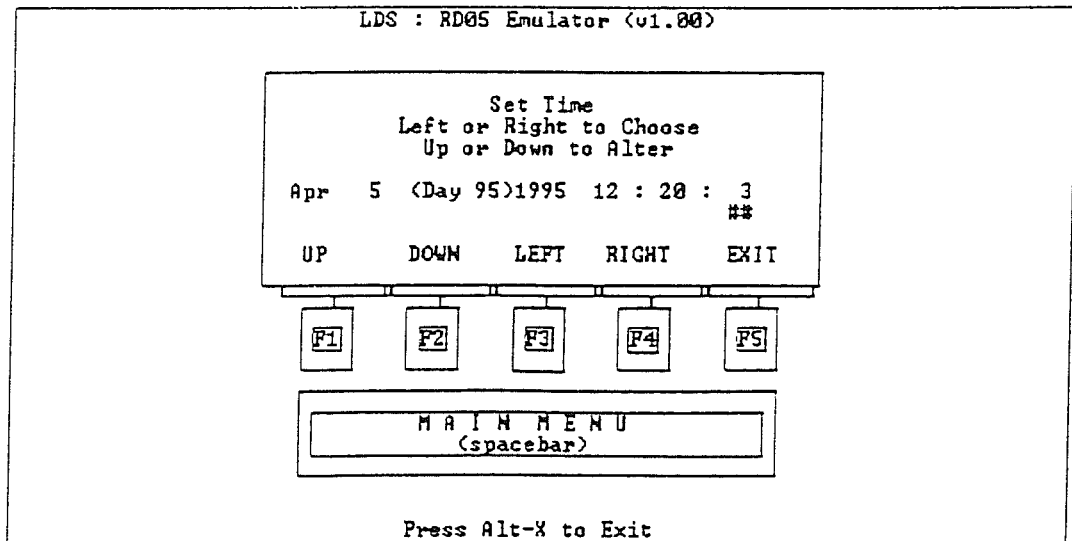 LDS : RD05 Emulator (v1.00)
Set Time
Left or Right to Choose
Up or Down to Alter
Apr 5 (Day 95)1995 12 : 20 : 3
##
UP DOWN LEFT RIGHT EXIT
F1 F2 F3 F4 F5
M A I N M E N U
(spacebar)
Press Alt-X to Exit